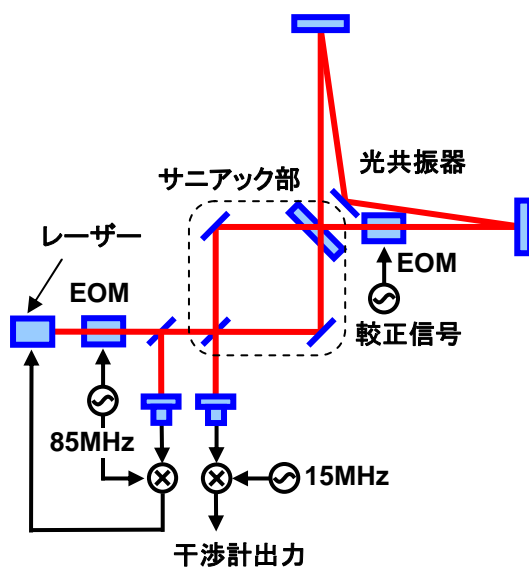 光共振器
サニアック部
レーザー
EOM
EOM
較正信号
85MHz
15MHz
干渉計出力